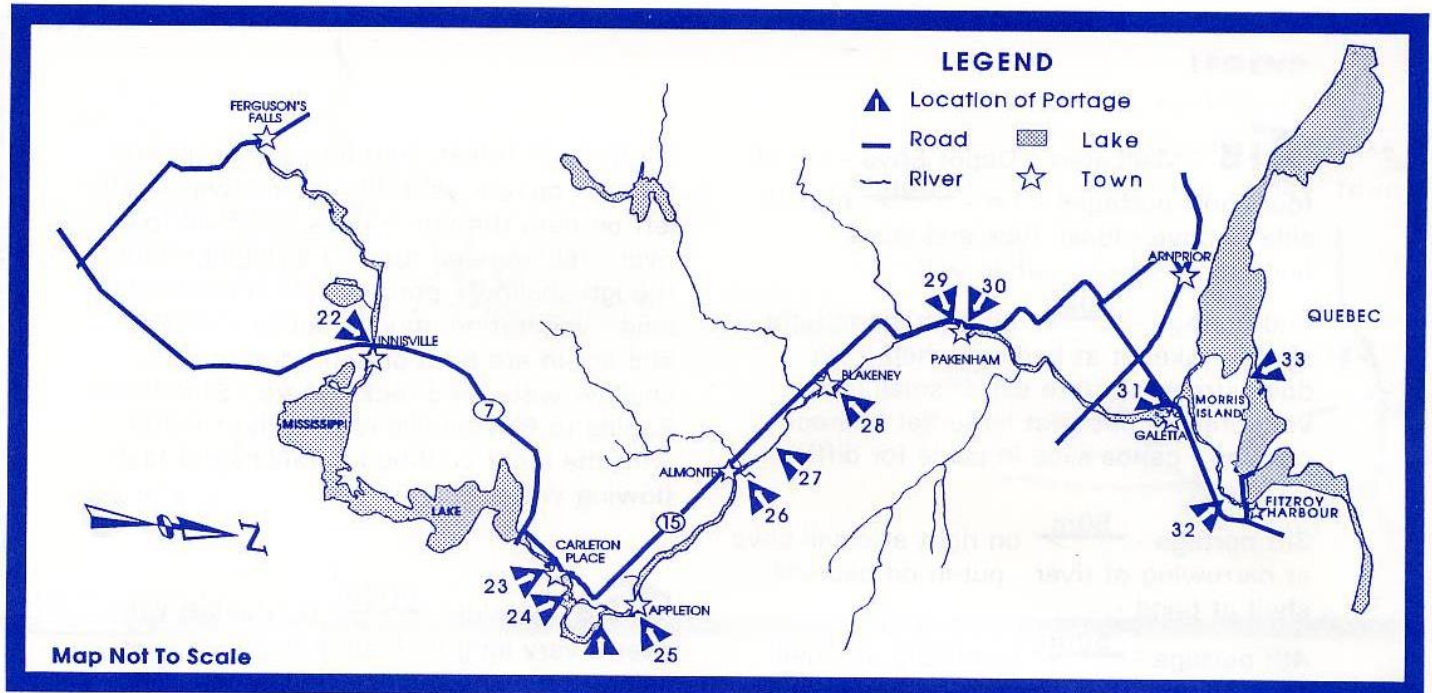 LEGEND
Location of Portage
Road
Lake
River
Town
FERGUSON'S
FALLS
22
INNISVILLE
MISSISSIPPI
LAKE
7
CARLETON
PLACE
23
24
APPLETON
25
15
ALMONTE
26
27
BLAKENEY
28
29
30
PAKENHAM
ARNPRIOR
QUEBEC
33
31
MORRIS
ISLAND
GALETTA
32
FITZROY
HARBOUR
N
Map Not To Scale